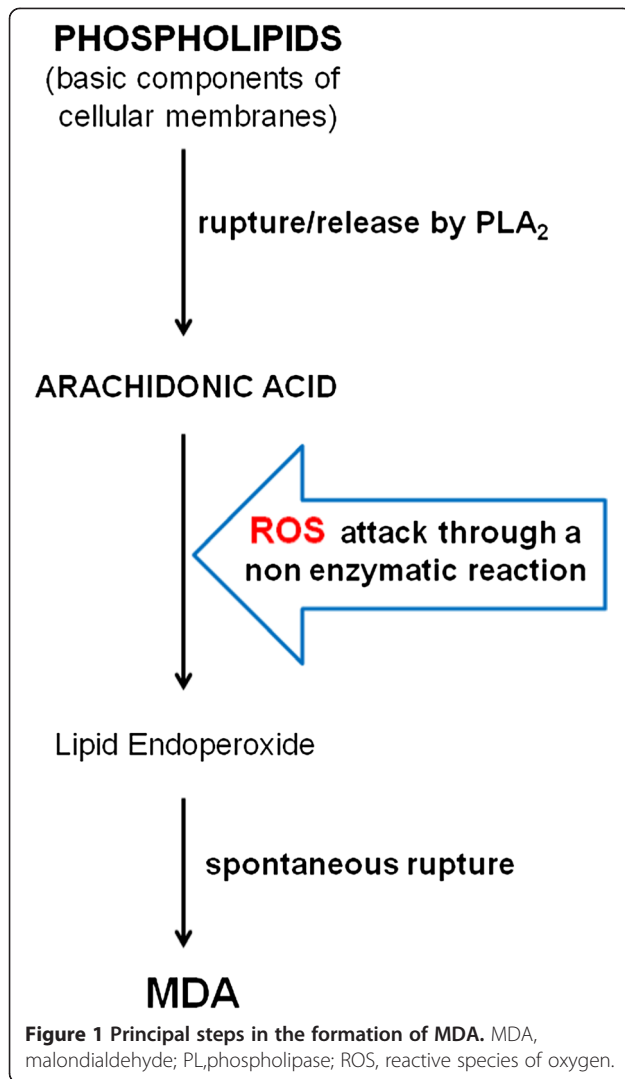 PHOSPHOLIPIDS
(basic components of
cellular membranes)
rupture/release by PLA₂
ARACHIDONIC ACID
ROS attack through a
non enzymatic reaction
Lipid Endoperoxide
spontaneous rupture
MDA
Figure 1 Principal steps in the formation of MDA. MDA,
malondialdehyde; PL,phospholipase; ROS, reactive species of oxygen.